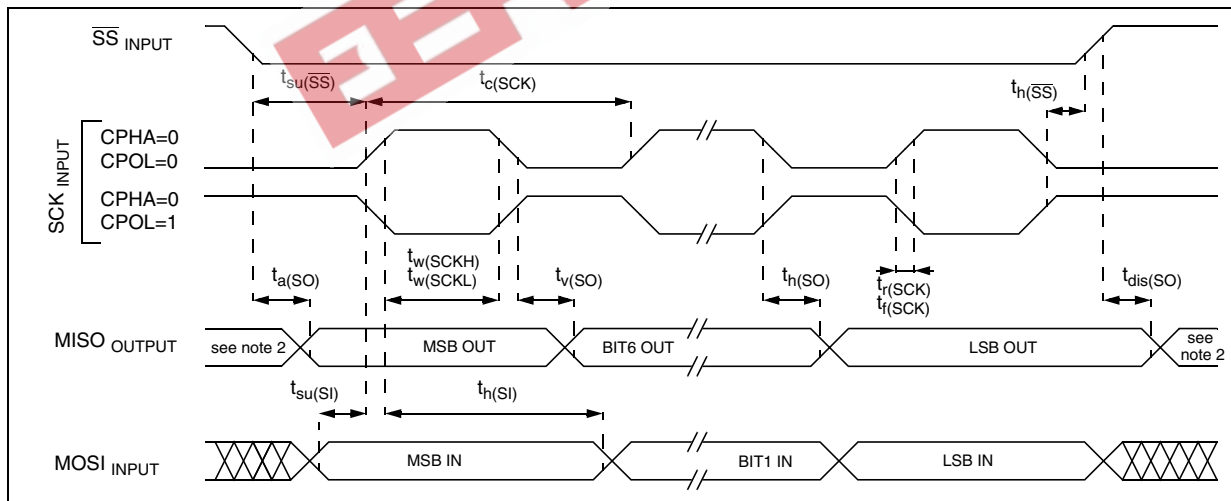 SS INPUT
tsu(SS)
tc(SCK)
th(SS)
SCK INPUT
CPHA=0
CPOL=0
CPHA=0
CPOL=1
ta(SO)
tw(SCKH)
tw(SCKL)
tv(SO)
th(SO)
tr(SCK)
tf(SCK)
tdis(SO)
MISO OUTPUT
see note 2
MSB OUT
BIT6 OUT
LSB OUT
see
note 2
tsu(SI)
th(SI)
MOSI INPUT
MSB IN
BIT1 IN
LSB IN